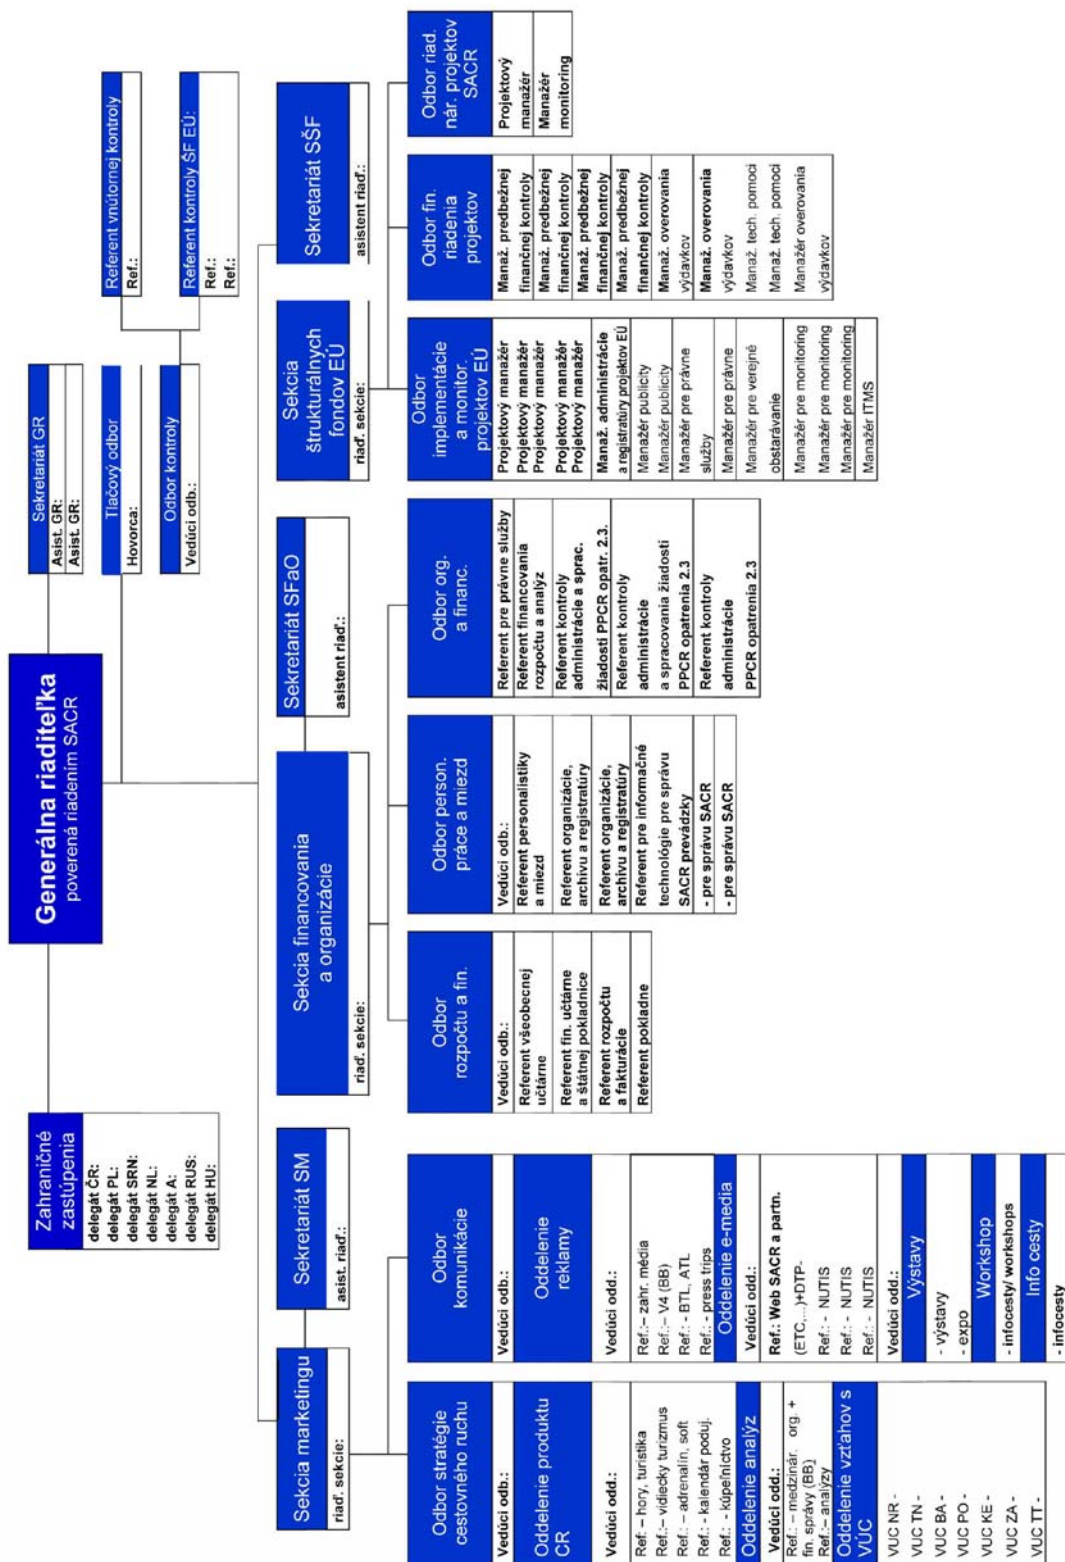 Generálna riaditeľka
poverená riadením SACR
Zahraničné
zastúpenia
delegát ČR:
delegát PL:
delegát SRN:
delegát NL:
delegát A:
delegát RUS:
delegát HU:
Sekretariát GR
Asist. GR:
Asist. GR:
Tlačový odbor
Hovorca:
Odbor kontroly
Vedúci odb.:
Referent vnútornej kontroly
Ref.:
Referent kontroly ŠF EÚ:
Ref.:
Ref.:
Sekcia marketingu
riaď. sekcie:
Sekretariát SM
asist. riaď.:
Sekcia financovania
a organizácie
riaď. sekcie:
Sekretariát SFaO
asistent riaď.:
Sekcia
štrukturálnych
fondov EÚ
riaď. sekcie:
Sekretariát SŠF
asistent riaď.:
Odbor stratégie
cestovného ruchu
Vedúci odb.:
Oddelenie produktu
CR
Vedúci odd.:
Ref: – hory, turistika
Ref.:– vidiecky turizmus
Ref.: – adrenalín, soft
Ref.: - kalendár poduj.
Ref.: - kúpeľníctvo
Oddelenie analýz
Vedúci odd.:
Ref.: – medzinár. org. +
fin. správy (BB)
Ref.:– analýzy
Oddelenie vzťahov s
VÚC
VUC NR -
VUC TN -
VUC BA -
VUC PO -
VUC KE -
VUC ZA -
VUC TT -
Odbor
komunikácie
Vedúci odb.:
Oddelenie
reklamy
Vedúci odd.:
Ref.:– zahr. média
Ref.:– V4 (BB)
Ref.: - BTL, ATL
Ref.: - press trips
Oddelenie e-media
Vedúci odd.:
Ref.: Web SACR a partn.
(ETC,...)+DTP-
Ref.: - NUTIS
Ref.: - NUTIS
Ref.: - NUTIS
Vedúci odd.:
Výstavy
- výstavy
- expo
Workshop
- infocesty/ workshops
Info cesty
- infocesty
Odbor
rozpočtu a fin.
Vedúci odb.:
Referent všeobecnej
učtárne
Referent fin. učtárne
a štátnej pokladnice
Referent rozpočtu
a fakturácie
Referent pokladne
Odbor person.
práce a miezd
Vedúci odb.:
Referent personalistiky
a miezd
Referent organizácie,
archívu a registratúry
Referent organizácie,
archívu a registratúry
Referent pre informačné
technológie pre správu
SACR prevádzky
- pre správu SACR
- pre správu SACR
Odbor org.
a financ.
Referent pre právne služby
Referent financovania
rozpočtu a analýz
Referent kontroly
administrácie a sprac.
žiadostí PPCR opatr. 2.3.
Referent kontroly
administrácie
a spracovania žiadostí
PPCR opatrenia 2.3
Referent kontroly
administrácie
PPCR opatrenia 2.3
Odbor
implementácie
a monitor.
projektov EÚ
Projektový manažér
Projektový manažér
Projektový manažér
Projektový manažér
Projektový manažér
Manaž. administrácie
a registratúry projektov EÚ
Manažér publicity
Manažér publicity
Manažér pre právne
služby
Manažér pre právne
Manažér pre verejné
obstarávanie
Manažér pre monitoring
Manažér pre monitoring
Manažér pre monitoring
Manažér ITMS
Odbor fin.
riadenia
projektov
Manaž. predbežnej
finančnej kontroly
Manaž. predbežnej
finančnej kontroly
Manaž. predbežnej
finančnej kontroly
Manaž. predbežnej
finančnej kontroly
Manaž. overovania
výdavkov
Manaž. overovania
výdavkov
Manaž. tech. pomoci
Manaž. tech. pomoci
Manažér overovania
výdavkov
Odbor riad.
nár. projektov
SACR
Projektový
manažér
Manažér
monitoring